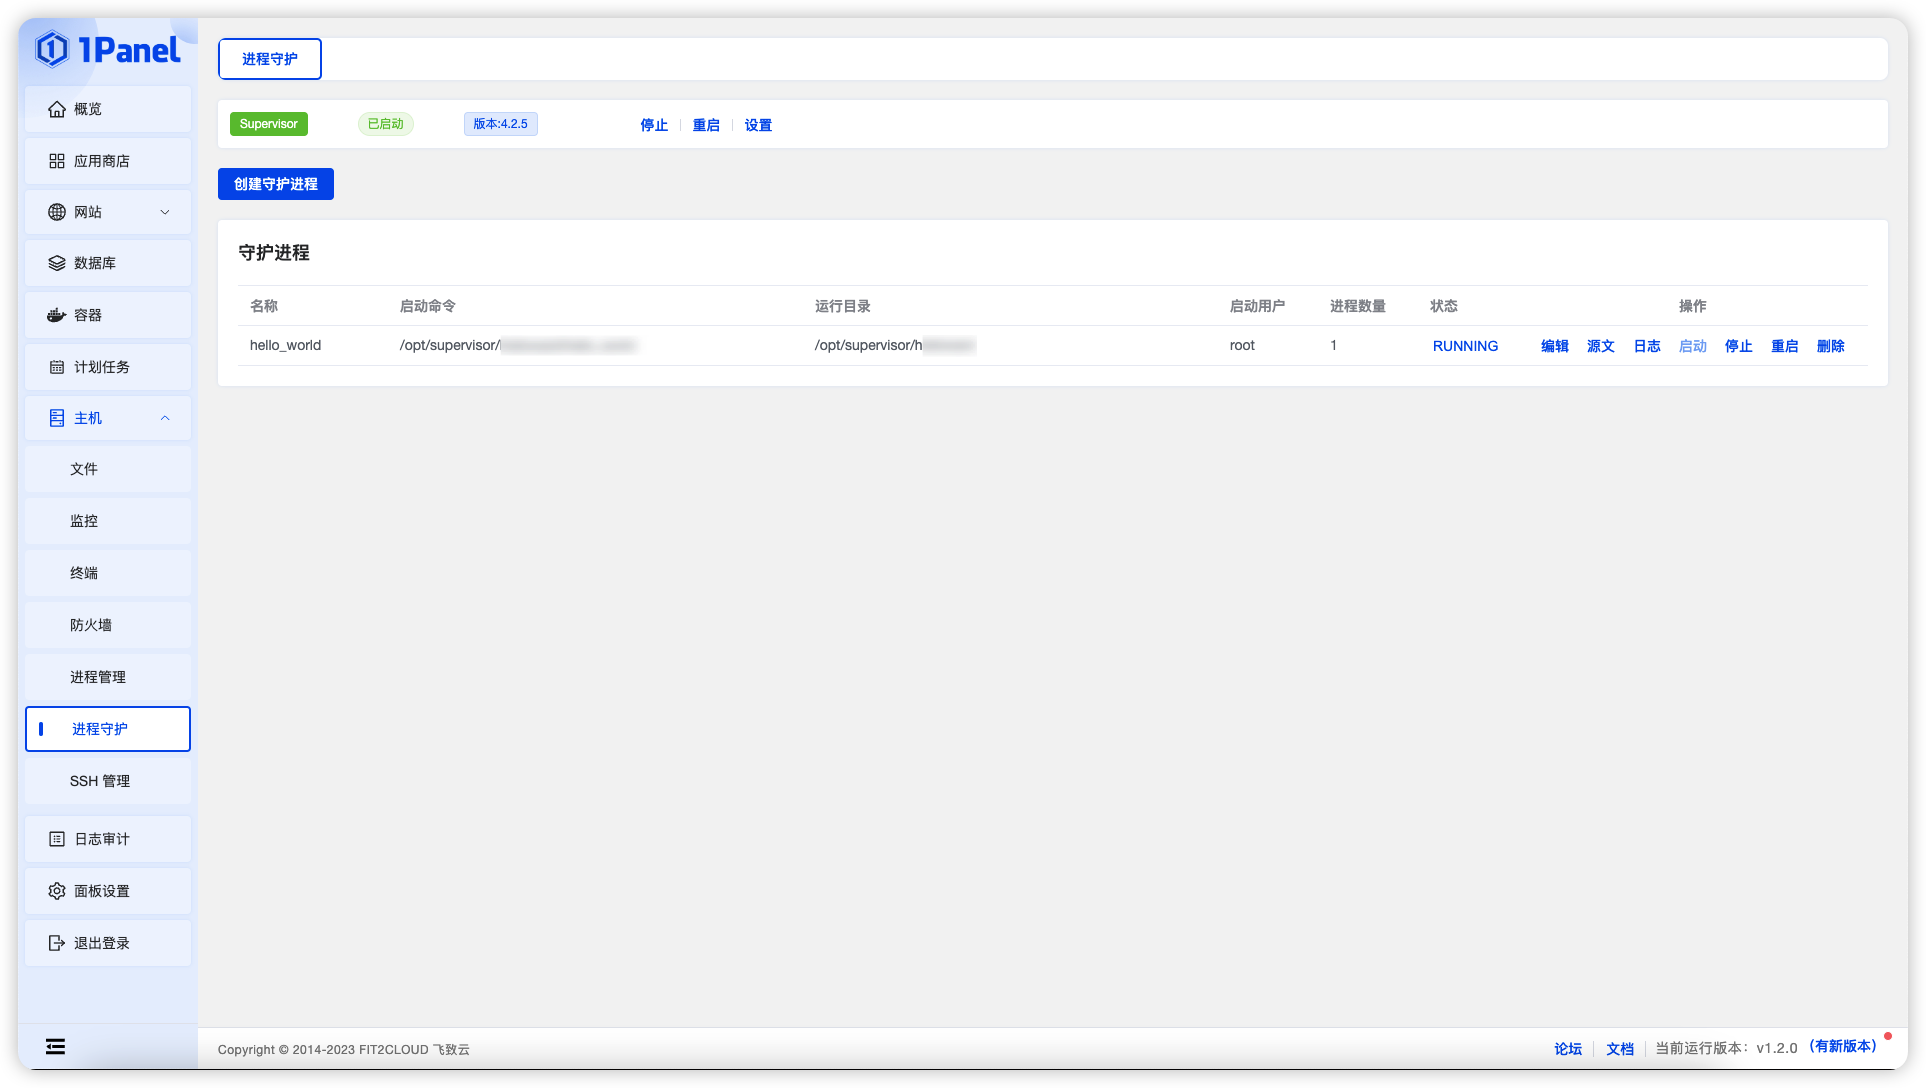 1Panel
概览
应用商店
网站
数据库
容器
计划任务
主机
文件
监控
终端
防火墙
进程管理
进程守护
SSH 管理
日志审计
面板设置
退出登录
进程守护
Supervisor 已启动 版本:4.2.5 停止 重启 设置
创建守护进程
守护进程
名称 启动命令 运行目录 启动用户 进程数量 状态 操作
hello_world /opt/supervisor/ /opt/supervisor/h root 1 RUNNING 编辑 源文 日志 启动 停止 重启 删除
Copyright © 2014-2023 FIT2CLOUD 飞致云
论坛 文档 当前运行版本：v1.2.0 （有新版本）